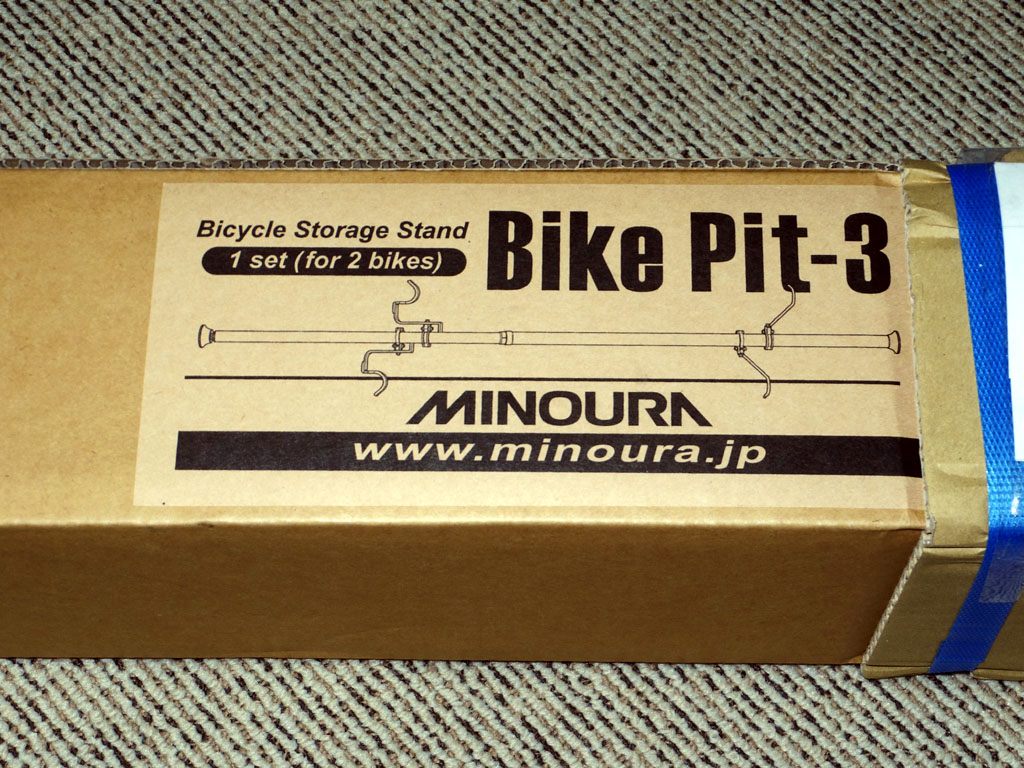 Bicycle Storage Stand
1 set (for 2 bikes)
Bike Pit-3
MINOURA
www.minoura.jp